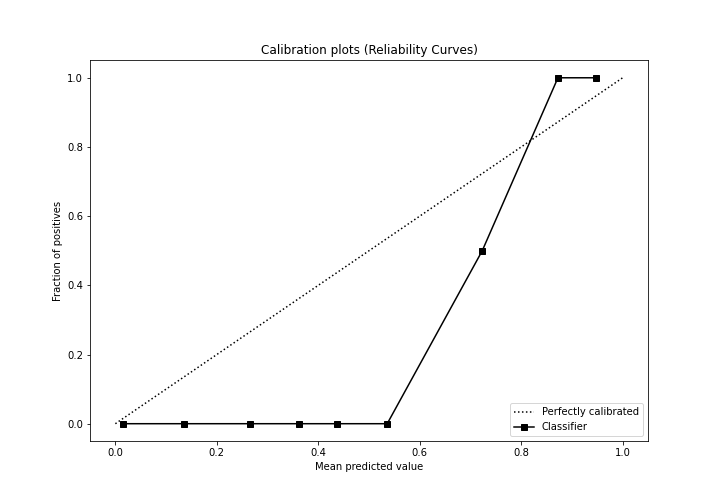 Calibration plots (Reliability Curves)
Fraction of positives
1.0
0.8
0.6
0.4
0.2
0.0
0.0 0.2 0.4 0.6 0.8 1.0
Mean predicted value
Perfectly calibrated
Classifier